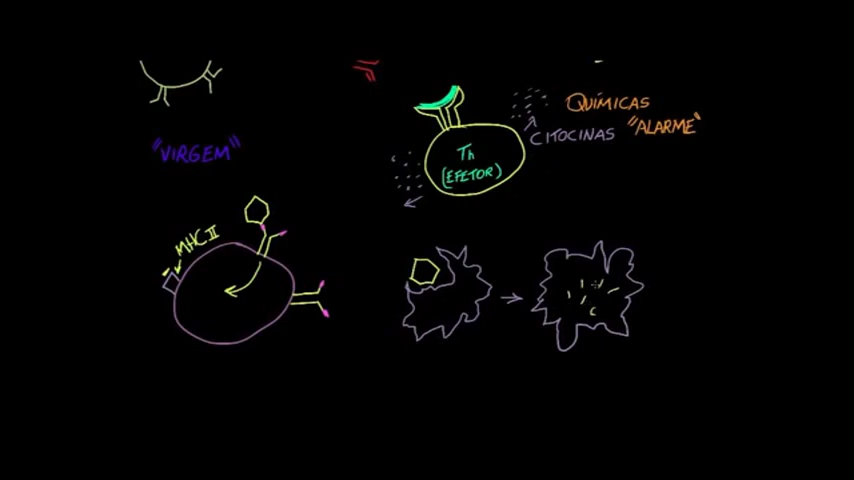 QUÍMICAS
"ALARME"
CITOCINAS
"VIRGEM"
Th
(EFETOR)
MHC II